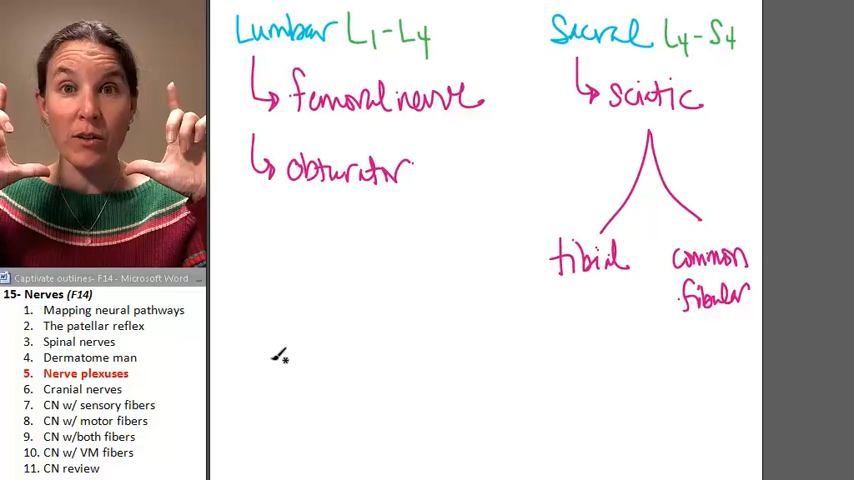 Lumbar L1-L4
↳ femoral nerve
↳ obturator
Sacral L4-S4
↳ sciatic
tibial
common
fibular
Captivate outlines- F14 - Microsoft Word
15- Nerves (F14)
1. Mapping neural pathways
2. The patellar reflex
3. Spinal nerves
4. Dermatome man
5. Nerve plexuses
6. Cranial nerves
7. CN w/ sensory fibers
8. CN w/ motor fibers
9. CN w/both fibers
10. CN w/ VM fibers
11. CN review